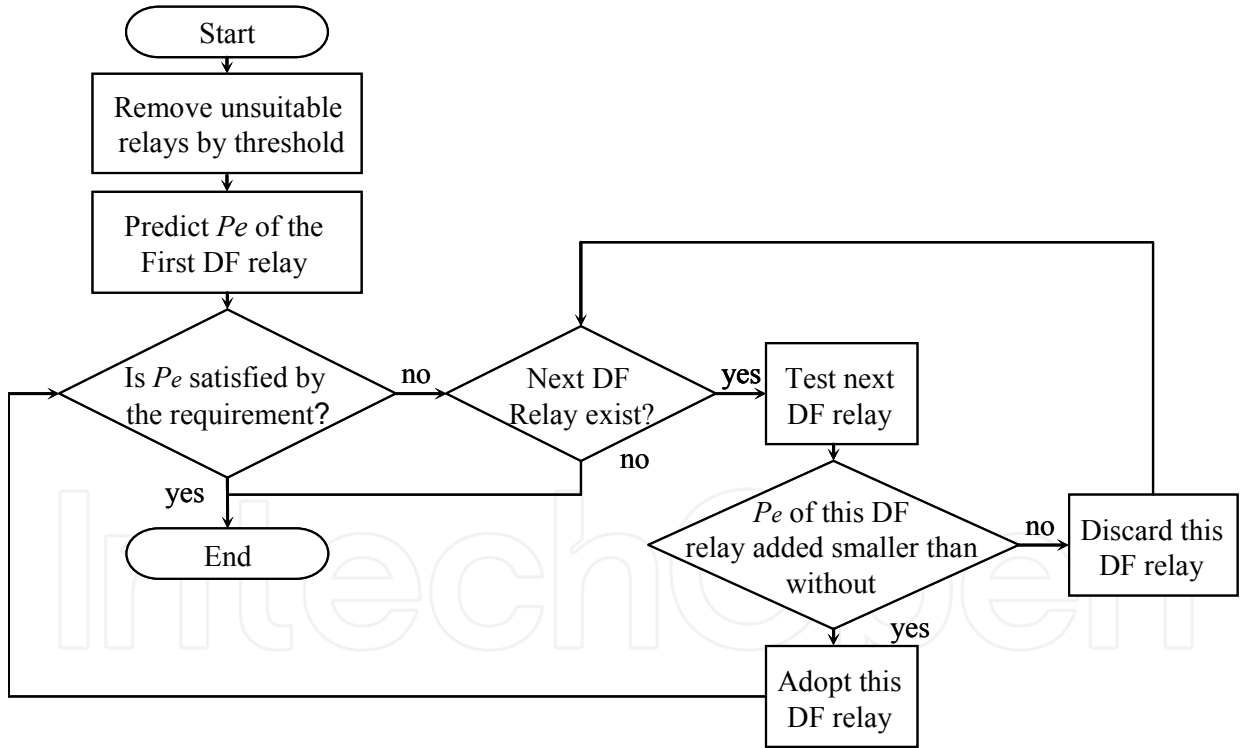 Start
Remove unsuitable
relays by threshold
Predict Pe of the
First DF relay
Is Pe satisfied by
the requirement?
no
Next DF
Relay exist?
yes
Test next
DF relay
no
yes
End
Pe of this DF
relay added smaller than
without
no
Discard this
DF relay
yes
Adopt this
DF relay
IntechOpen